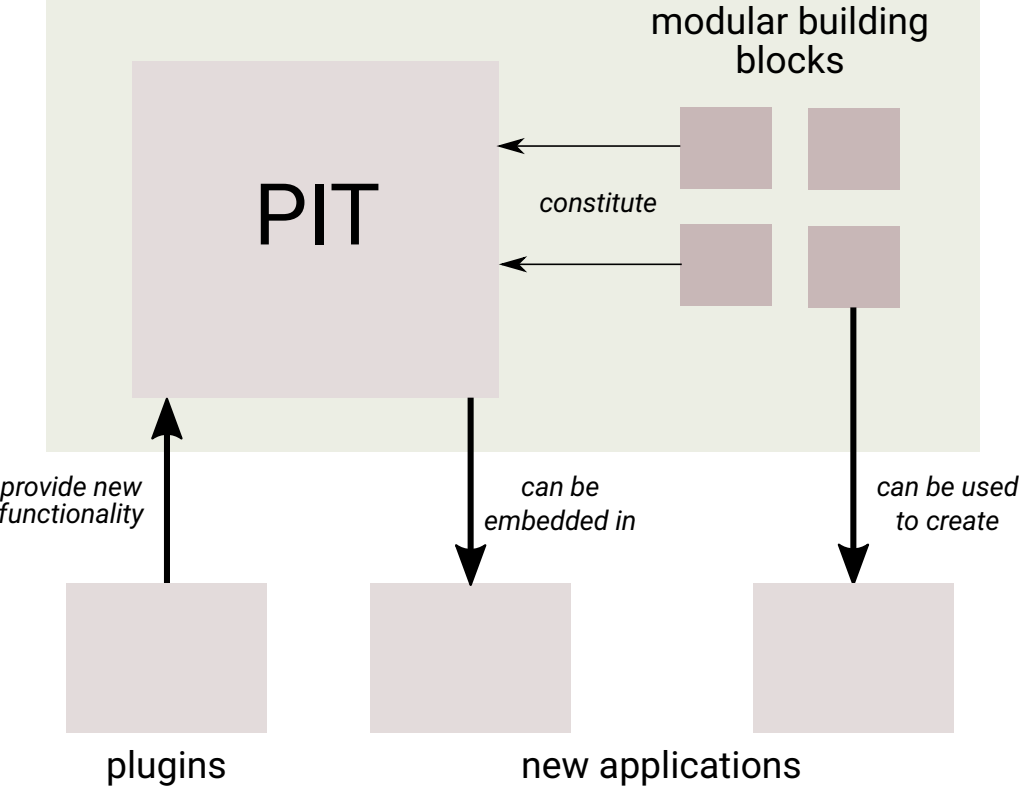 modular building
blocks
PIT
constitute
provide new
functionality
can be
embedded in
can be used
to create
plugins
new applications